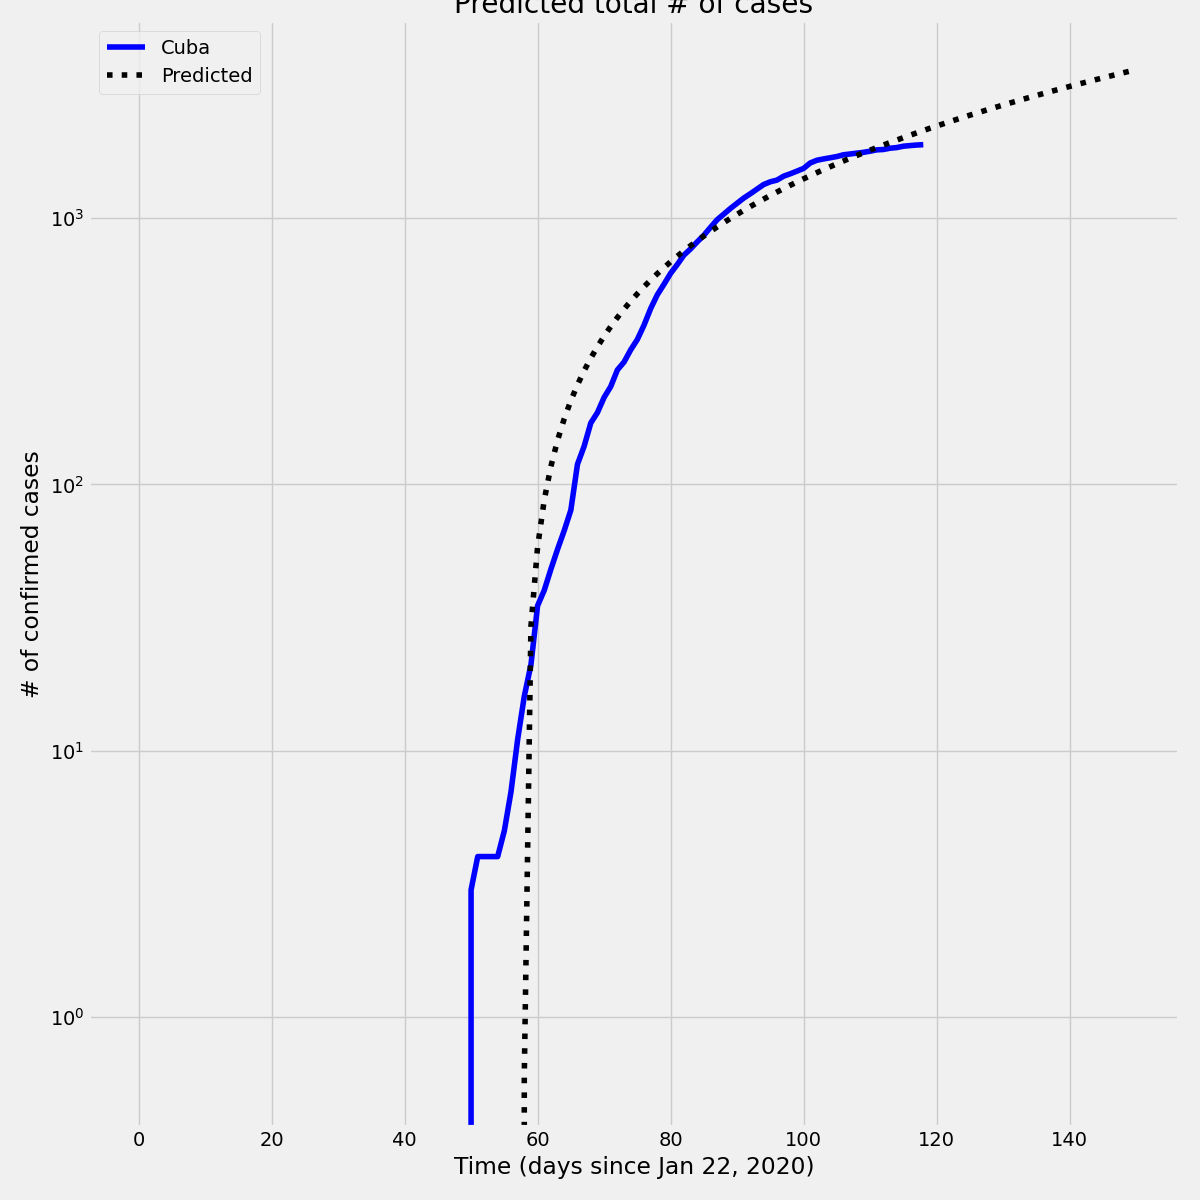 Predicted total # of cases
Cuba
Predicted
10³
10²
10¹
10⁰
# of confirmed cases
0 20 40 60 80 100 120 140
Time (days since Jan 22, 2020)